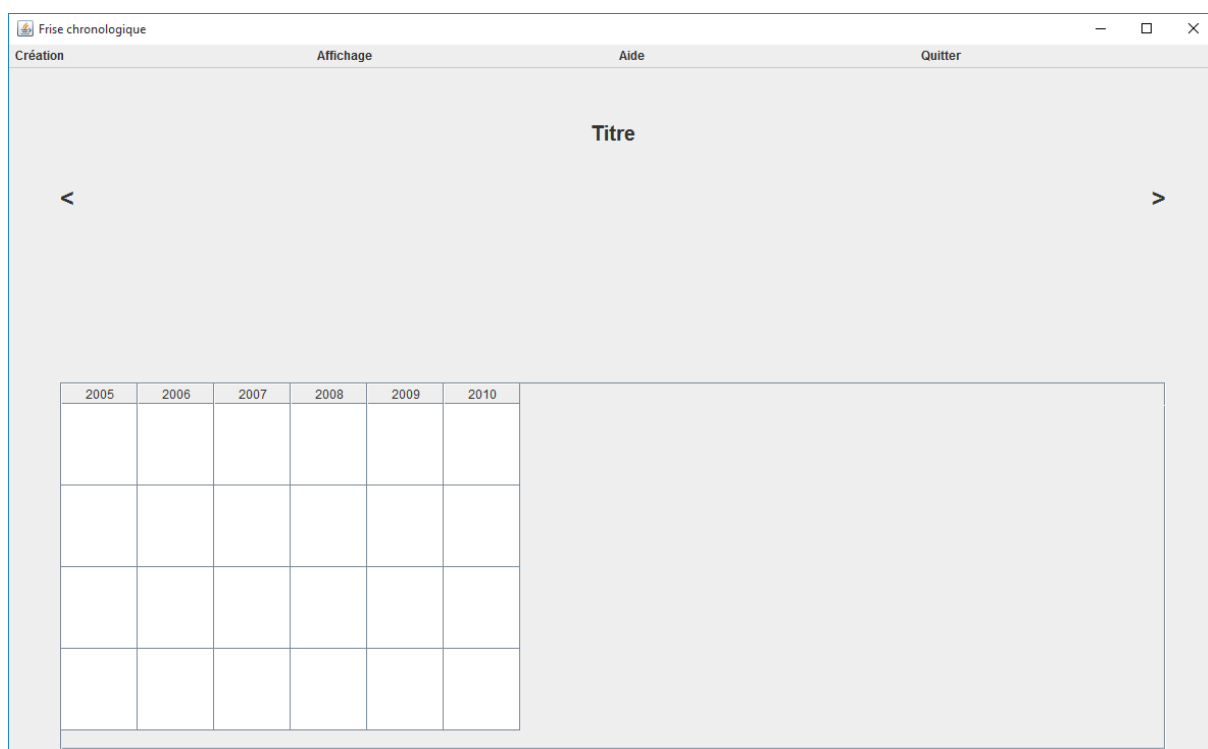 Frise chronologique
Création Affichage Aide Quitter
Titre
< >
2005 2006 2007 2008 2009 2010